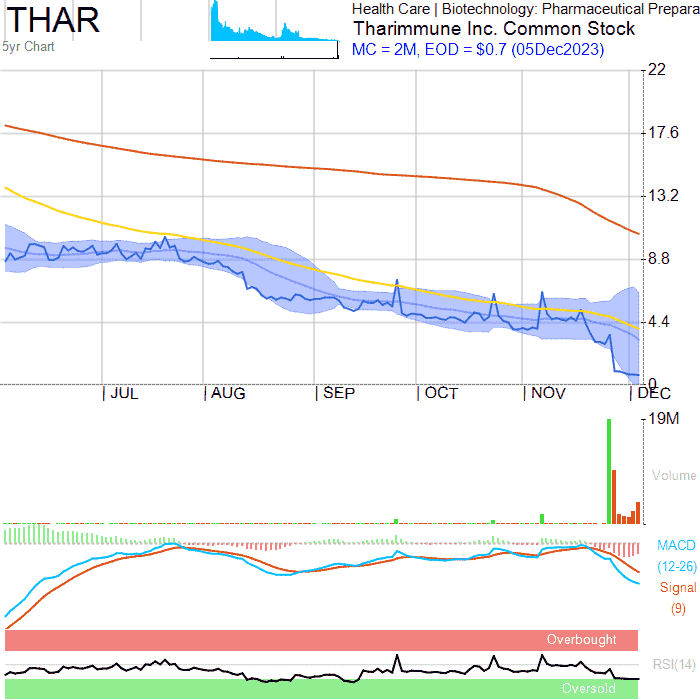 THAR
5yr Chart
Health Care | Biotechnology: Pharmaceutical Prepara
Tharimmune Inc. Common Stock
MC = 2M, EOD = $0.7 (05Dec2023)
22
17.6
13.2
8.8
4.4
0
JUL
AUG
SEP
OCT
NOV
DEC
19M
Volume
MACD
(12-26)
Signal
(9)
Overbought
RSI(14)
Oversold